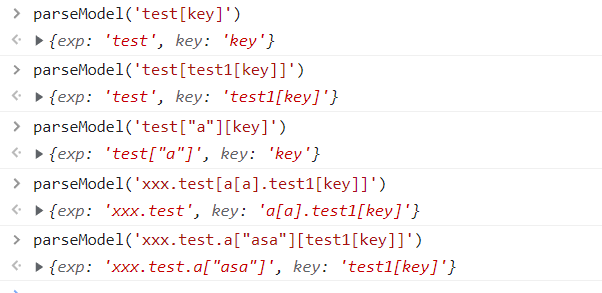 parseModel('test[key]')
{exp: 'test', key: 'key'}
parseModel('test[test1[key]]')
{exp: 'test', key: 'test1[key]'}
parseModel('test["a"][key]')
{exp: 'test["a"]', key: 'key'}
parseModel('xxx.test[a[a].test1[key]]')
{exp: 'xxx.test', key: 'a[a].test1[key]'}
parseModel('xxx.test.a["asa"][test1[key]]')
{exp: 'xxx.test.a["asa"]', key: 'test1[key]'}